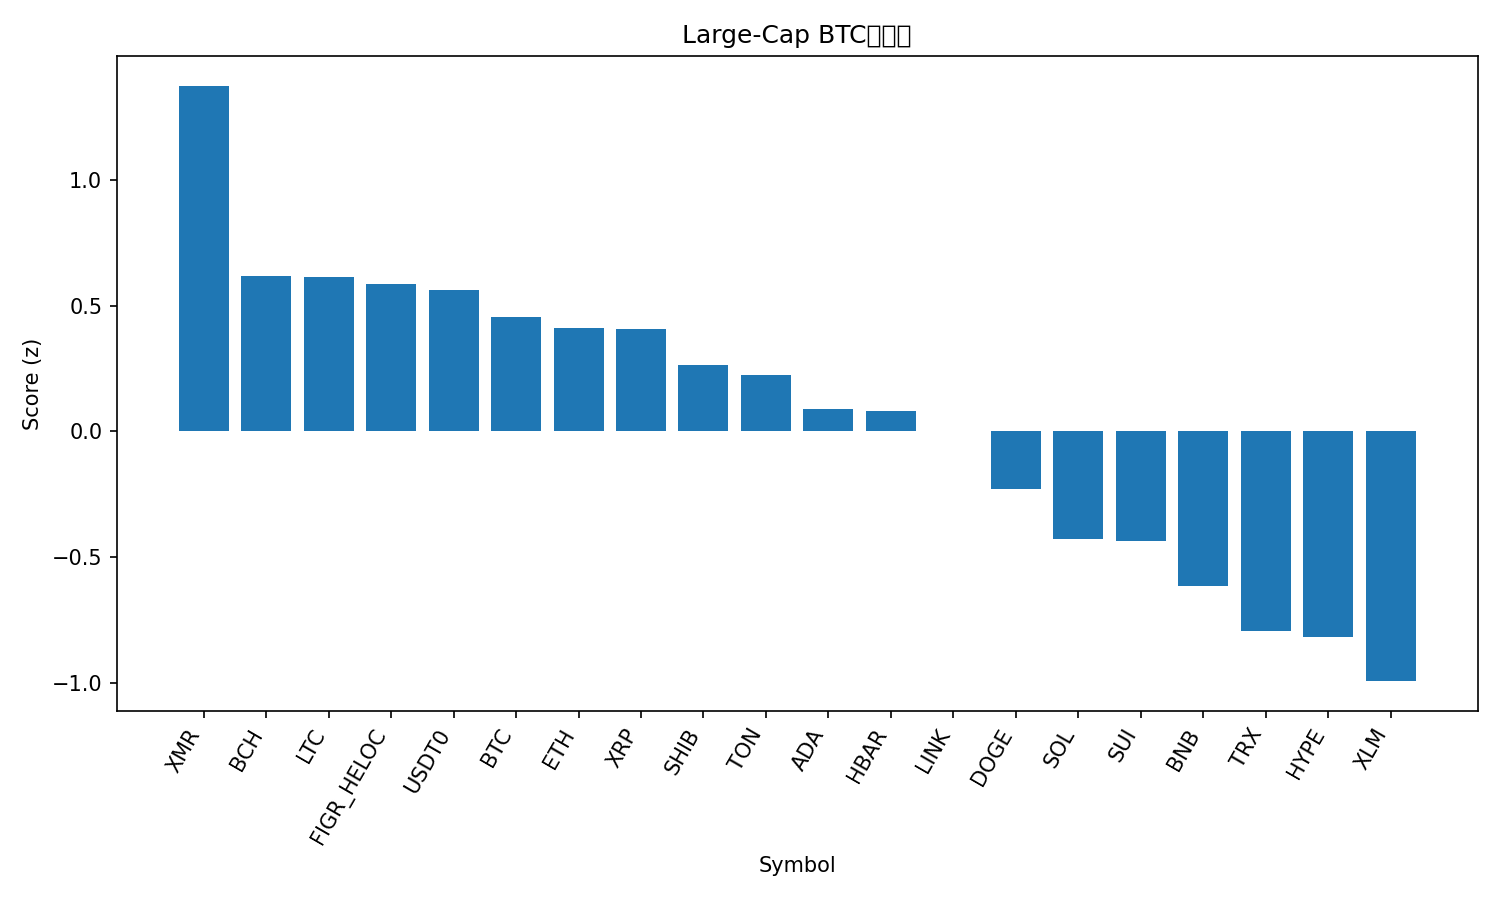 Large-Cap BTC
Score (z)
1.0
0.5
0.0
−0.5
−1.0
XMR
BCH
LTC
FIGR_HELOC
USDT0
BTC
ETH
XRP
SHIB
TON
ADA
HBAR
LINK
DOGE
SOL
SUI
BNB
TRX
HYPE
XLM
Symbol